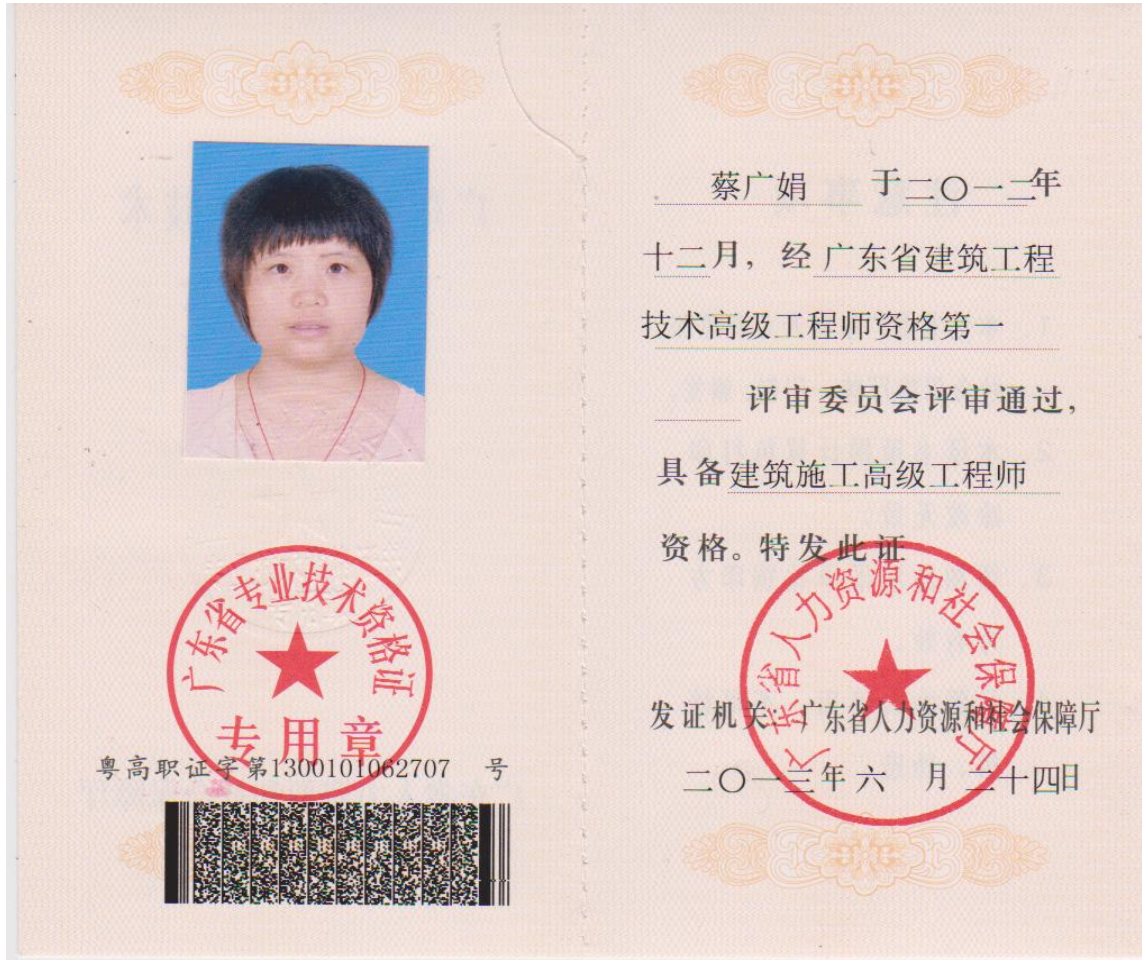 广东省专业技术资格证
专用章
粤高职证字第1300101062707 号
蔡广娟 于二〇一二年
十二月，经广东省建筑工程
技术高级工程师资格第一
评审委员会评审通过，
具备建筑施工高级工程师
资格。特发此证
广东省人力资源和社会保障厅
发证机关：广东省人力资源和社会保障厅
二〇一三年六 月二十四日